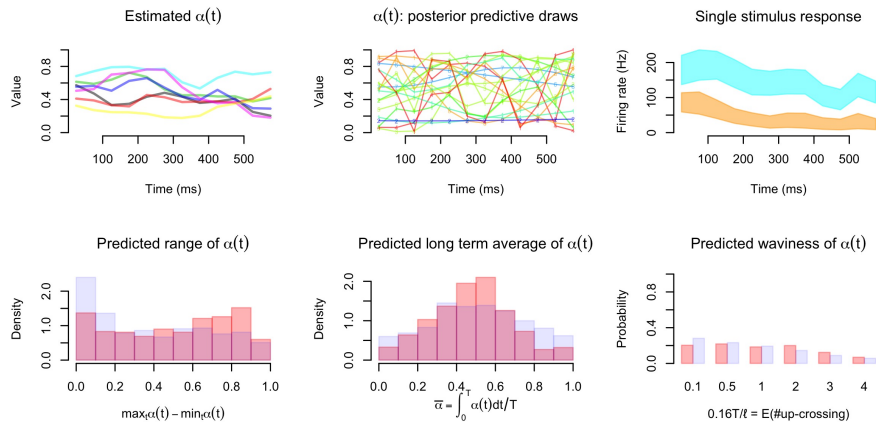 Estimated α(t)
Value
0.0 0.4 0.8
100 200 300 400 500
Time (ms)
α(t): posterior predictive draws
Value
0.0 0.4 0.8
100 200 300 400 500
Time (ms)
Single stimulus response
Firing rate (Hz)
0 100 200
100 200 300 400 500
Time (ms)
Predicted range of α(t)
Density
0.0 1.0 2.0
0.0 0.2 0.4 0.6 0.8 1.0
maxₜα(t) − minₜα(t)
Predicted long term average of α(t)
Density
0.0 1.0 2.0
0.0 0.2 0.4 0.6 0.8 1.0
α̅ = ∫₀ᵀ α(t)dt/T
Predicted waviness of α(t)
Probability
0.0 0.4 0.8
0.1 0.5 1 2 3 4
0.16T/ℓ = E(#up-crossing)